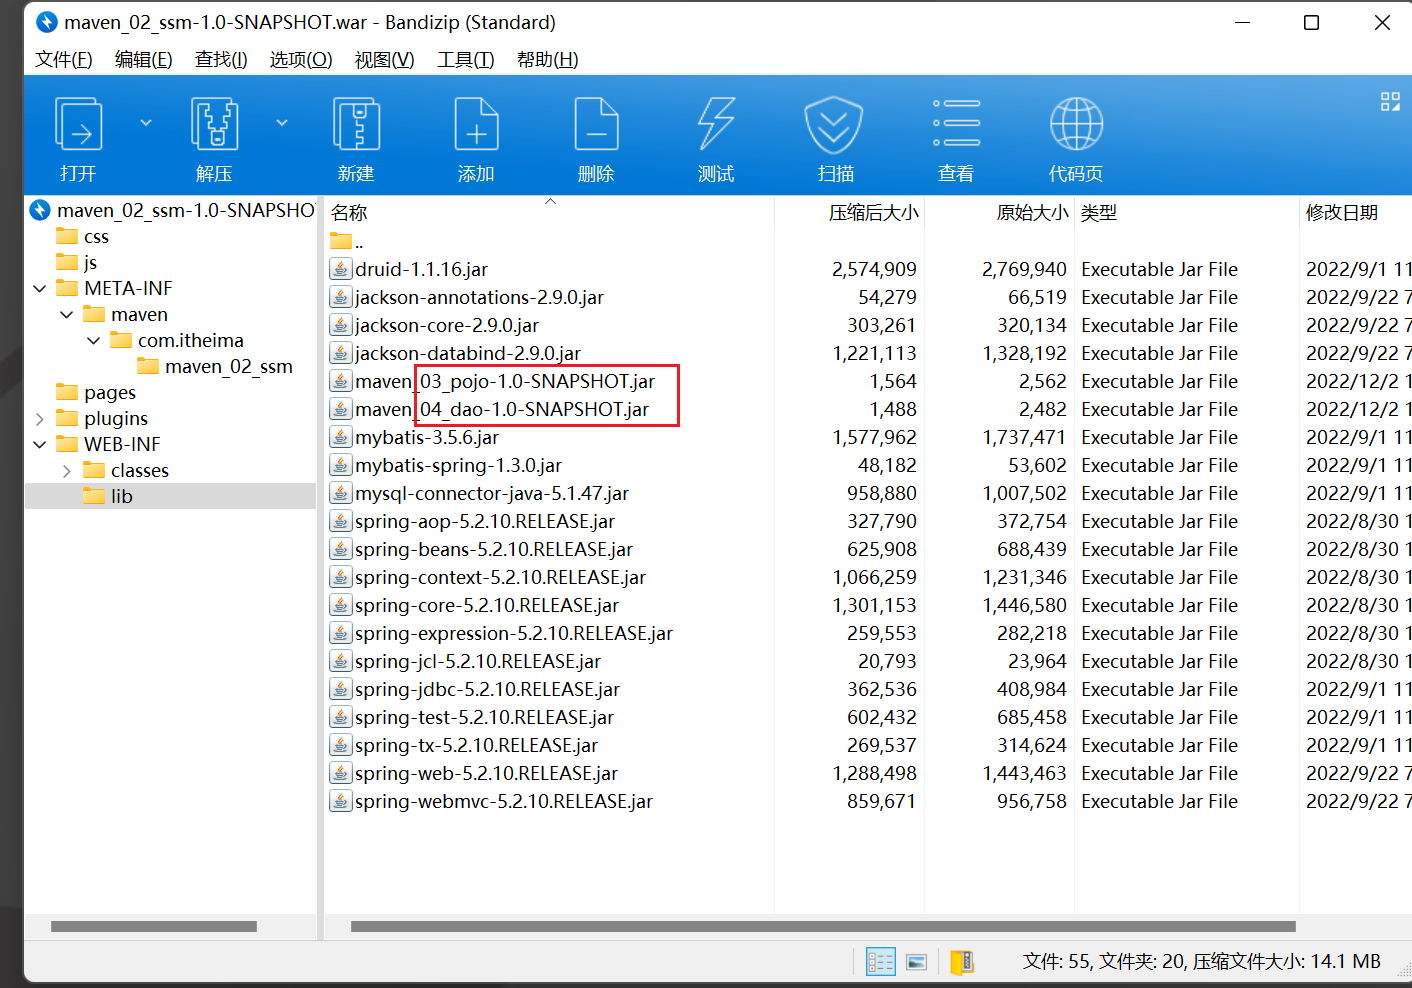 maven_02_ssm-1.0-SNAPSHOT.war - Bandizip (Standard)
文件(F) 编辑(E) 查找(I) 选项(O) 视图(V) 工具(T) 帮助(H)
打开 解压 新建 添加 删除 测试 扫描 查看 代码页
maven_02_ssm-1.0-SNAPSHO
css
js
META-INF
maven
com.itheima
maven_02_ssm
pages
plugins
WEB-INF
classes
lib
名称 压缩后大小 原始大小 类型 修改日期
..
druid-1.1.16.jar 2,574,909 2,769,940 Executable Jar File 2022/9/1 11
jackson-annotations-2.9.0.jar 54,279 66,519 Executable Jar File 2022/9/22 7
jackson-core-2.9.0.jar 303,261 320,134 Executable Jar File 2022/9/22 7
jackson-databind-2.9.0.jar 1,221,113 1,328,192 Executable Jar File 2022/9/22 7
maven_03_pojo-1.0-SNAPSHOT.jar 1,564 2,562 Executable Jar File 2022/12/2 1
maven_04_dao-1.0-SNAPSHOT.jar 1,488 2,482 Executable Jar File 2022/12/2 1
mybatis-3.5.6.jar 1,577,962 1,737,471 Executable Jar File 2022/9/1 11
mybatis-spring-1.3.0.jar 48,182 53,602 Executable Jar File 2022/9/1 11
mysql-connector-java-5.1.47.jar 958,880 1,007,502 Executable Jar File 2022/9/1 11
spring-aop-5.2.10.RELEASE.jar 327,790 372,754 Executable Jar File 2022/8/30 1
spring-beans-5.2.10.RELEASE.jar 625,908 688,439 Executable Jar File 2022/8/30 1
spring-context-5.2.10.RELEASE.jar 1,066,259 1,231,346 Executable Jar File 2022/8/30 1
spring-core-5.2.10.RELEASE.jar 1,301,153 1,446,580 Executable Jar File 2022/8/30 1
spring-expression-5.2.10.RELEASE.jar 259,553 282,218 Executable Jar File 2022/8/30 1
spring-jcl-5.2.10.RELEASE.jar 20,793 23,964 Executable Jar File 2022/8/30 1
spring-jdbc-5.2.10.RELEASE.jar 362,536 408,984 Executable Jar File 2022/9/1 11
spring-test-5.2.10.RELEASE.jar 602,432 685,458 Executable Jar File 2022/9/1 11
spring-tx-5.2.10.RELEASE.jar 269,537 314,624 Executable Jar File 2022/9/1 11
spring-web-5.2.10.RELEASE.jar 1,288,498 1,443,463 Executable Jar File 2022/9/22 7
spring-webmvc-5.2.10.RELEASE.jar 859,671 956,758 Executable Jar File 2022/9/22 7
文件: 55, 文件夹: 20, 压缩文件大小: 14.1 MB